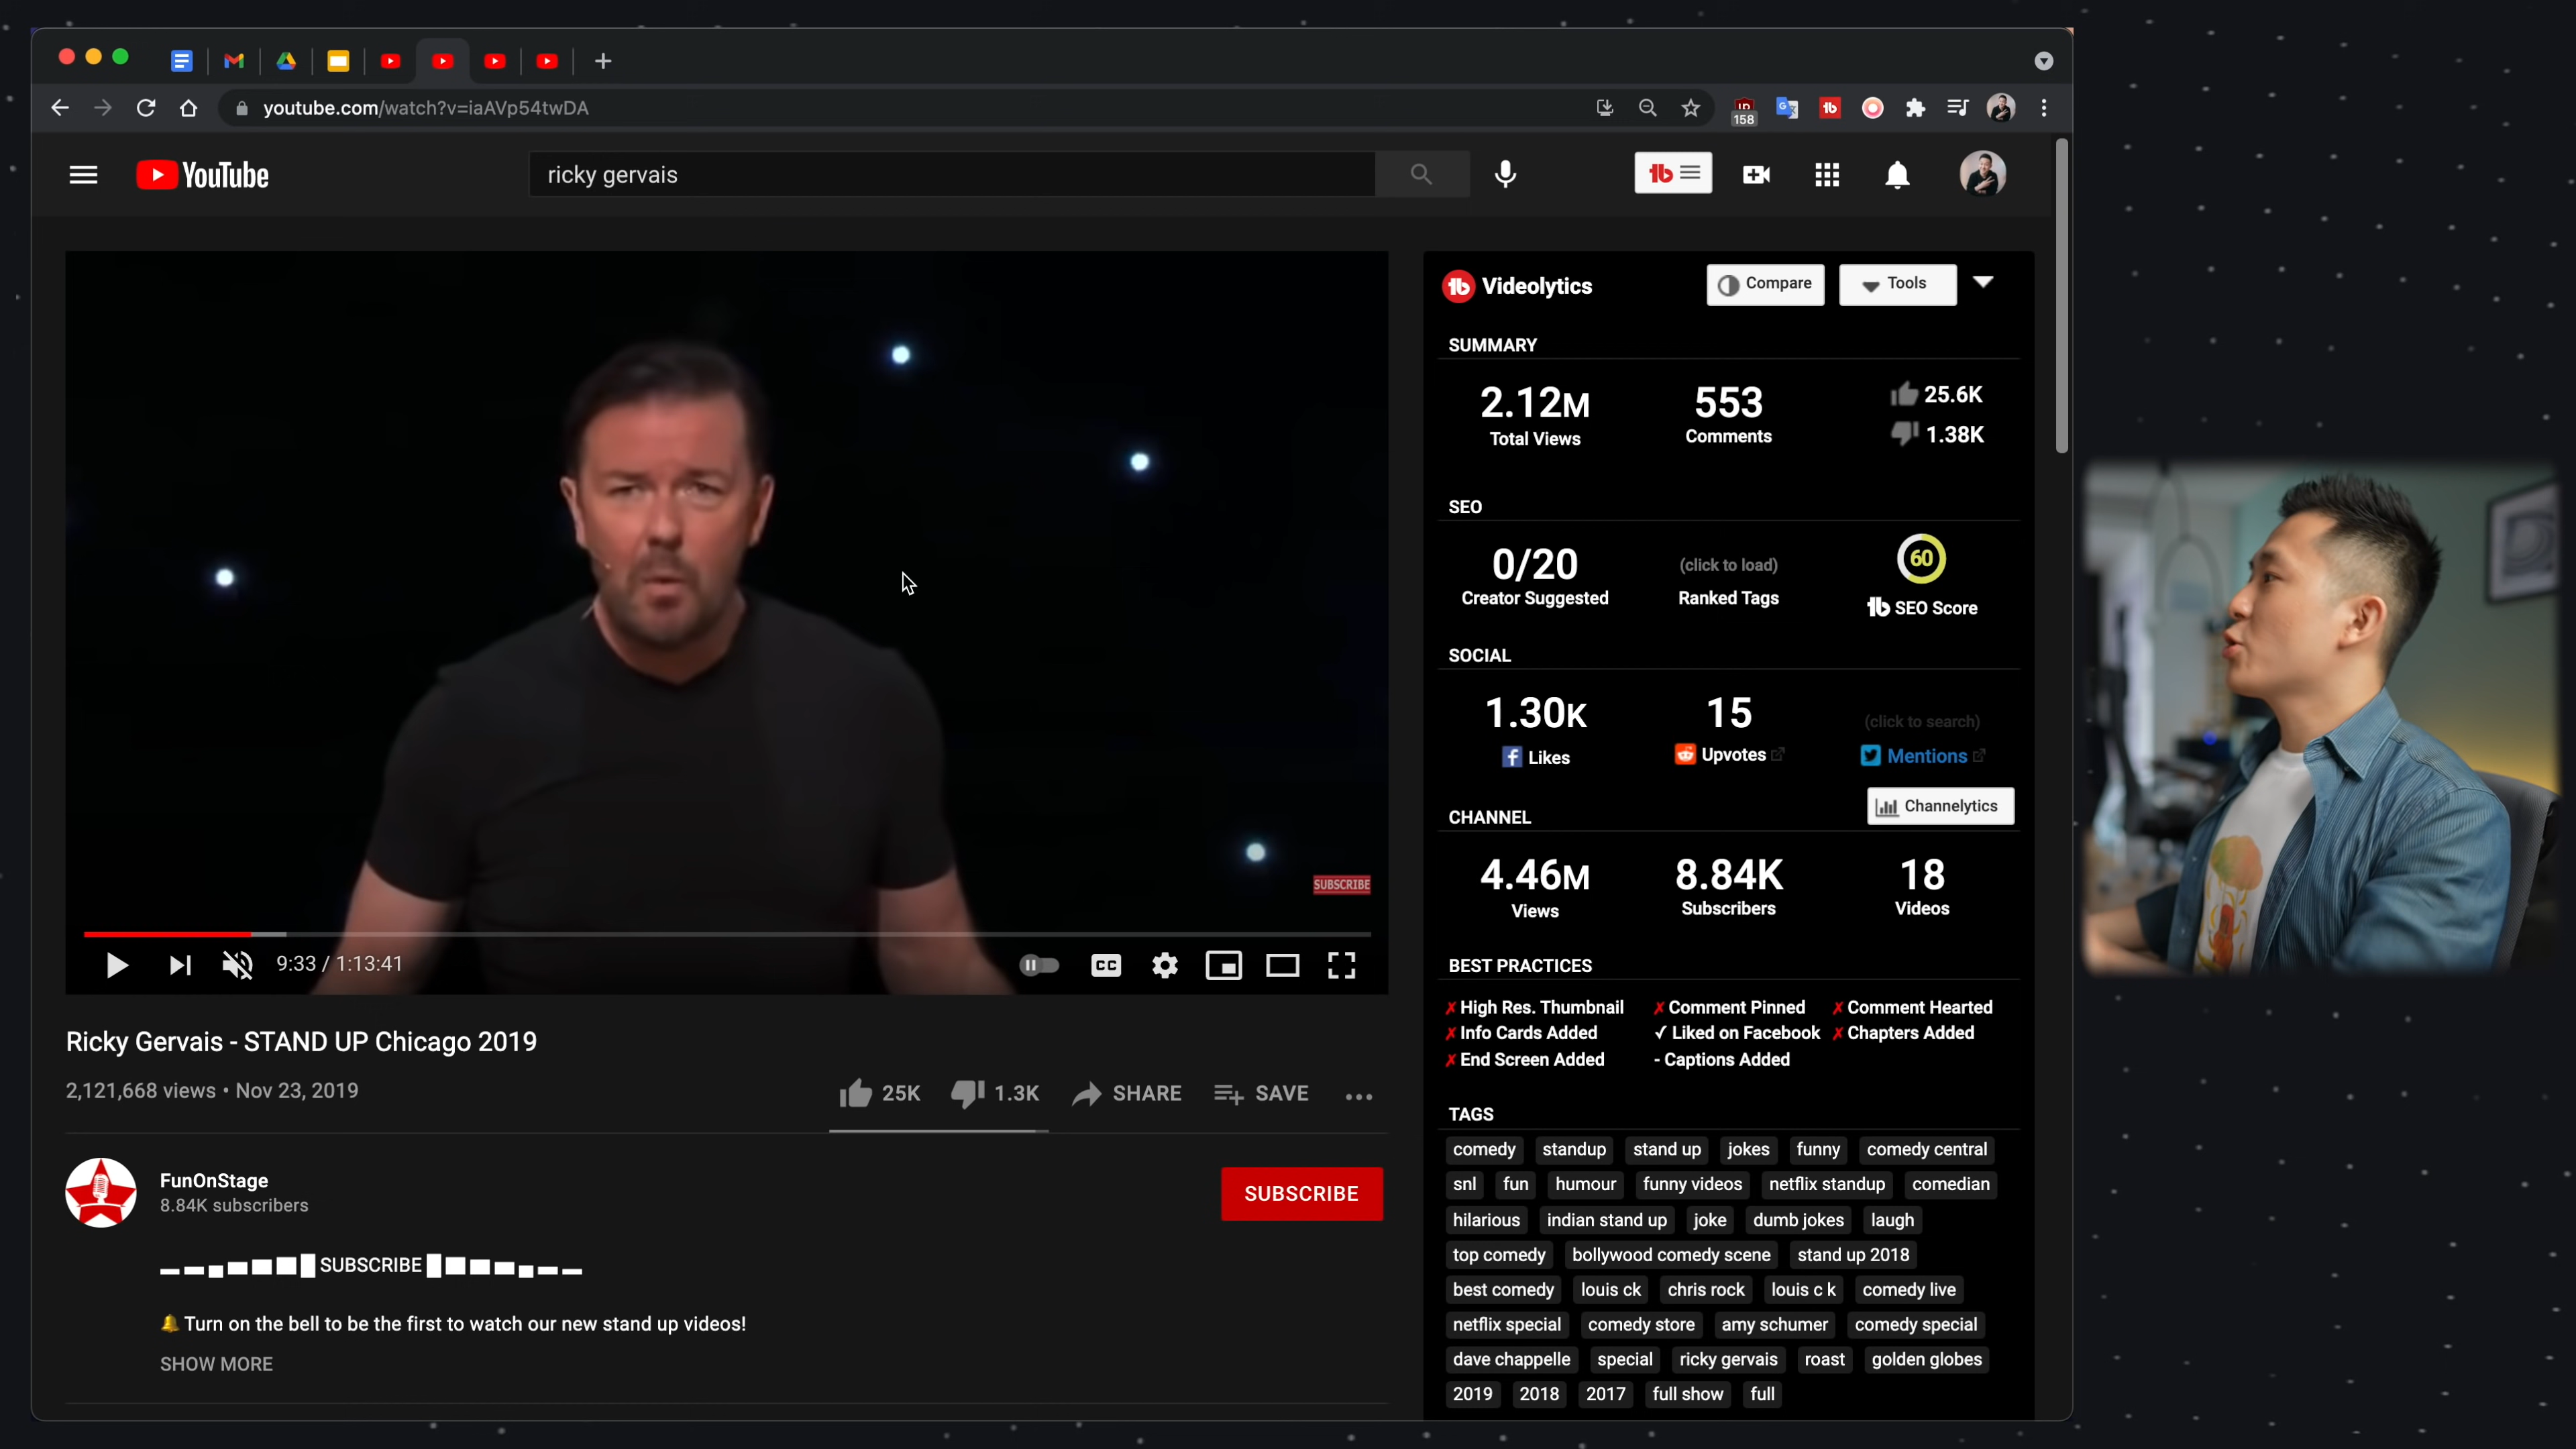 youtube.com/watch?v=iaAVp54twDA
158
YouTube
ricky gervais
Videolytics
Compare
Tools
SUMMARY
2.12M
Total Views
553
Comments
25.6K
1.38K
SEO
0/20
Creator Suggested
(click to load)
Ranked Tags
60
SEO Score
SOCIAL
1.30K
Likes
15
Upvotes
(click to search)
Mentions
CHANNEL
Channelytics
4.46M
Views
8.84K
Subscribers
18
Videos
BEST PRACTICES
✗ High Res. Thumbnail ✗ Comment Pinned ✗ Comment Hearted
✗ Info Cards Added ✓ Liked on Facebook ✗ Chapters Added
✗ End Screen Added - Captions Added
TAGS
comedy standup stand up jokes funny comedy central
snl fun humour funny videos netflix standup comedian
hilarious indian stand up joke dumb jokes laugh
top comedy bollywood comedy scene stand up 2018
best comedy louis ck chris rock louis c k comedy live
netflix special comedy store amy schumer comedy special
dave chappelle special ricky gervais roast golden globes
2019 2018 2017 full show full
SUBSCRIBE
9:33 / 1:13:41
CC
Ricky Gervais - STAND UP Chicago 2019
2,121,668 views • Nov 23, 2019
25K 1.3K SHARE SAVE
FunOnStage
8.84K subscribers
SUBSCRIBE
SUBSCRIBE
🔔Turn on the bell to be the first to watch our new stand up videos!
SHOW MORE